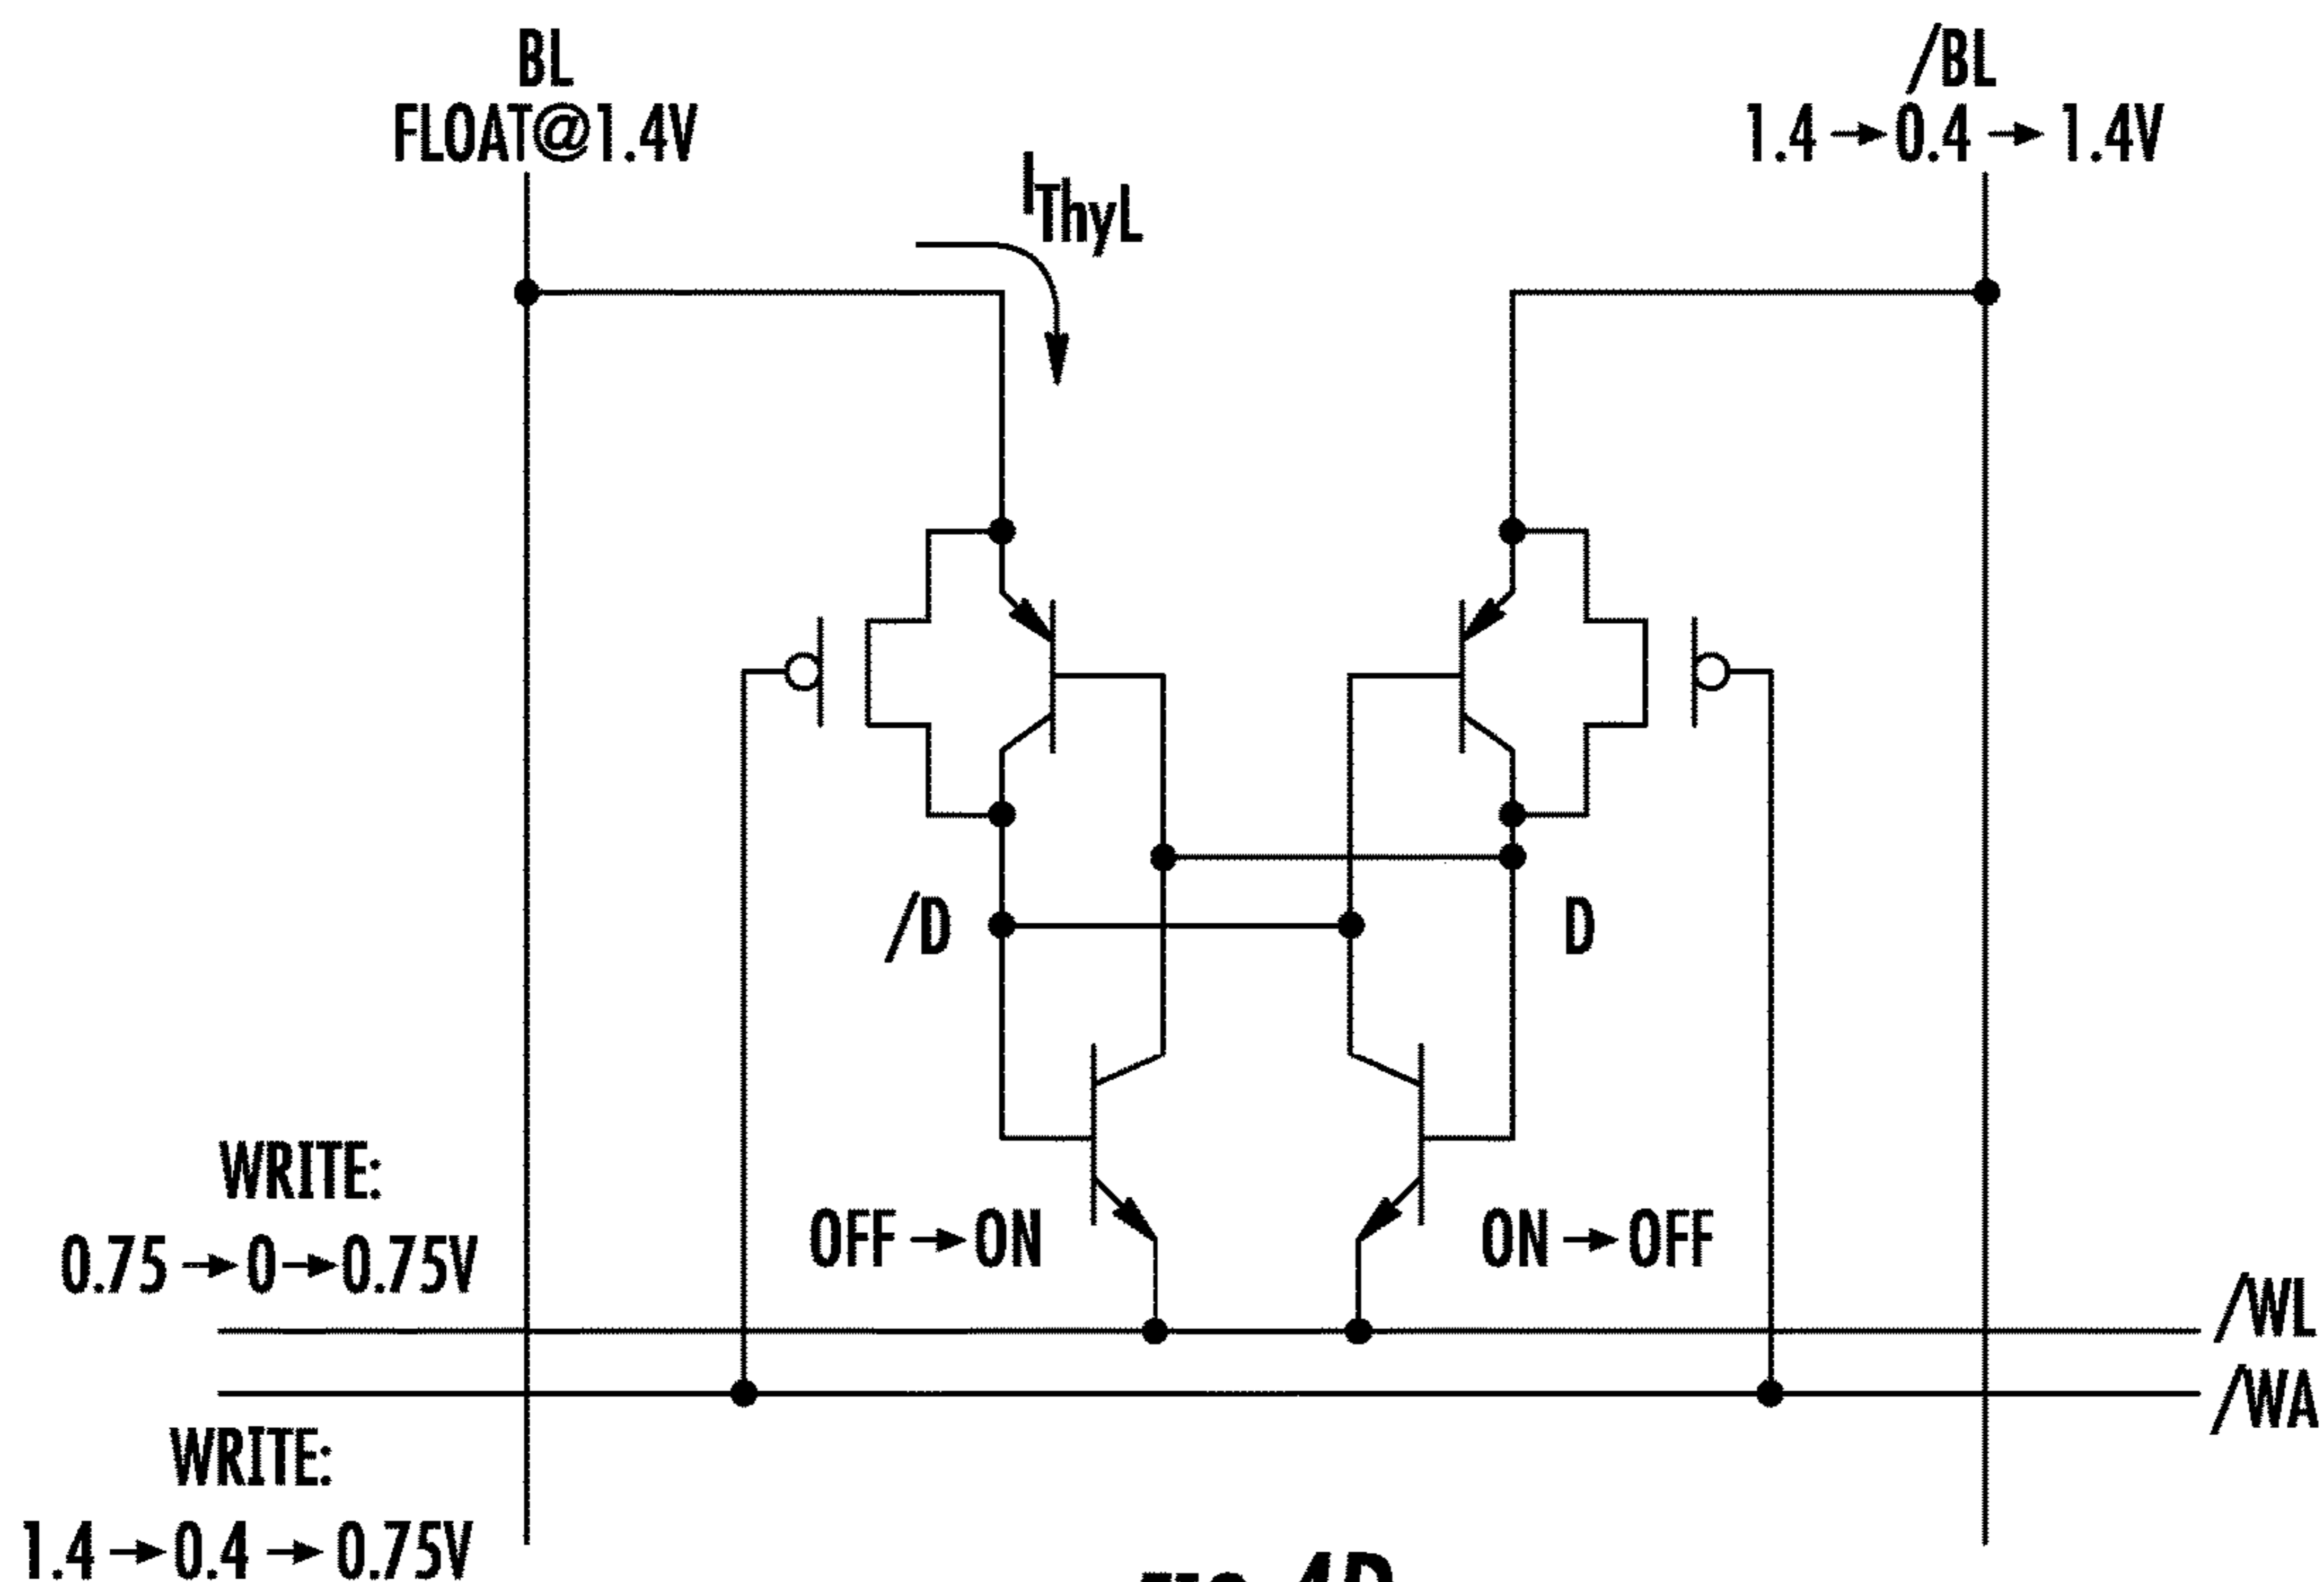 BL
FLOAT@1.4V
/BL
1.4 → 0.4 → 1.4V
IThyL
/D
D
WRITE:
0.75 → 0 → 0.75V
OFF → ON
ON → OFF
/WL
/WA
WRITE:
1.4 → 0.4 → 0.75V